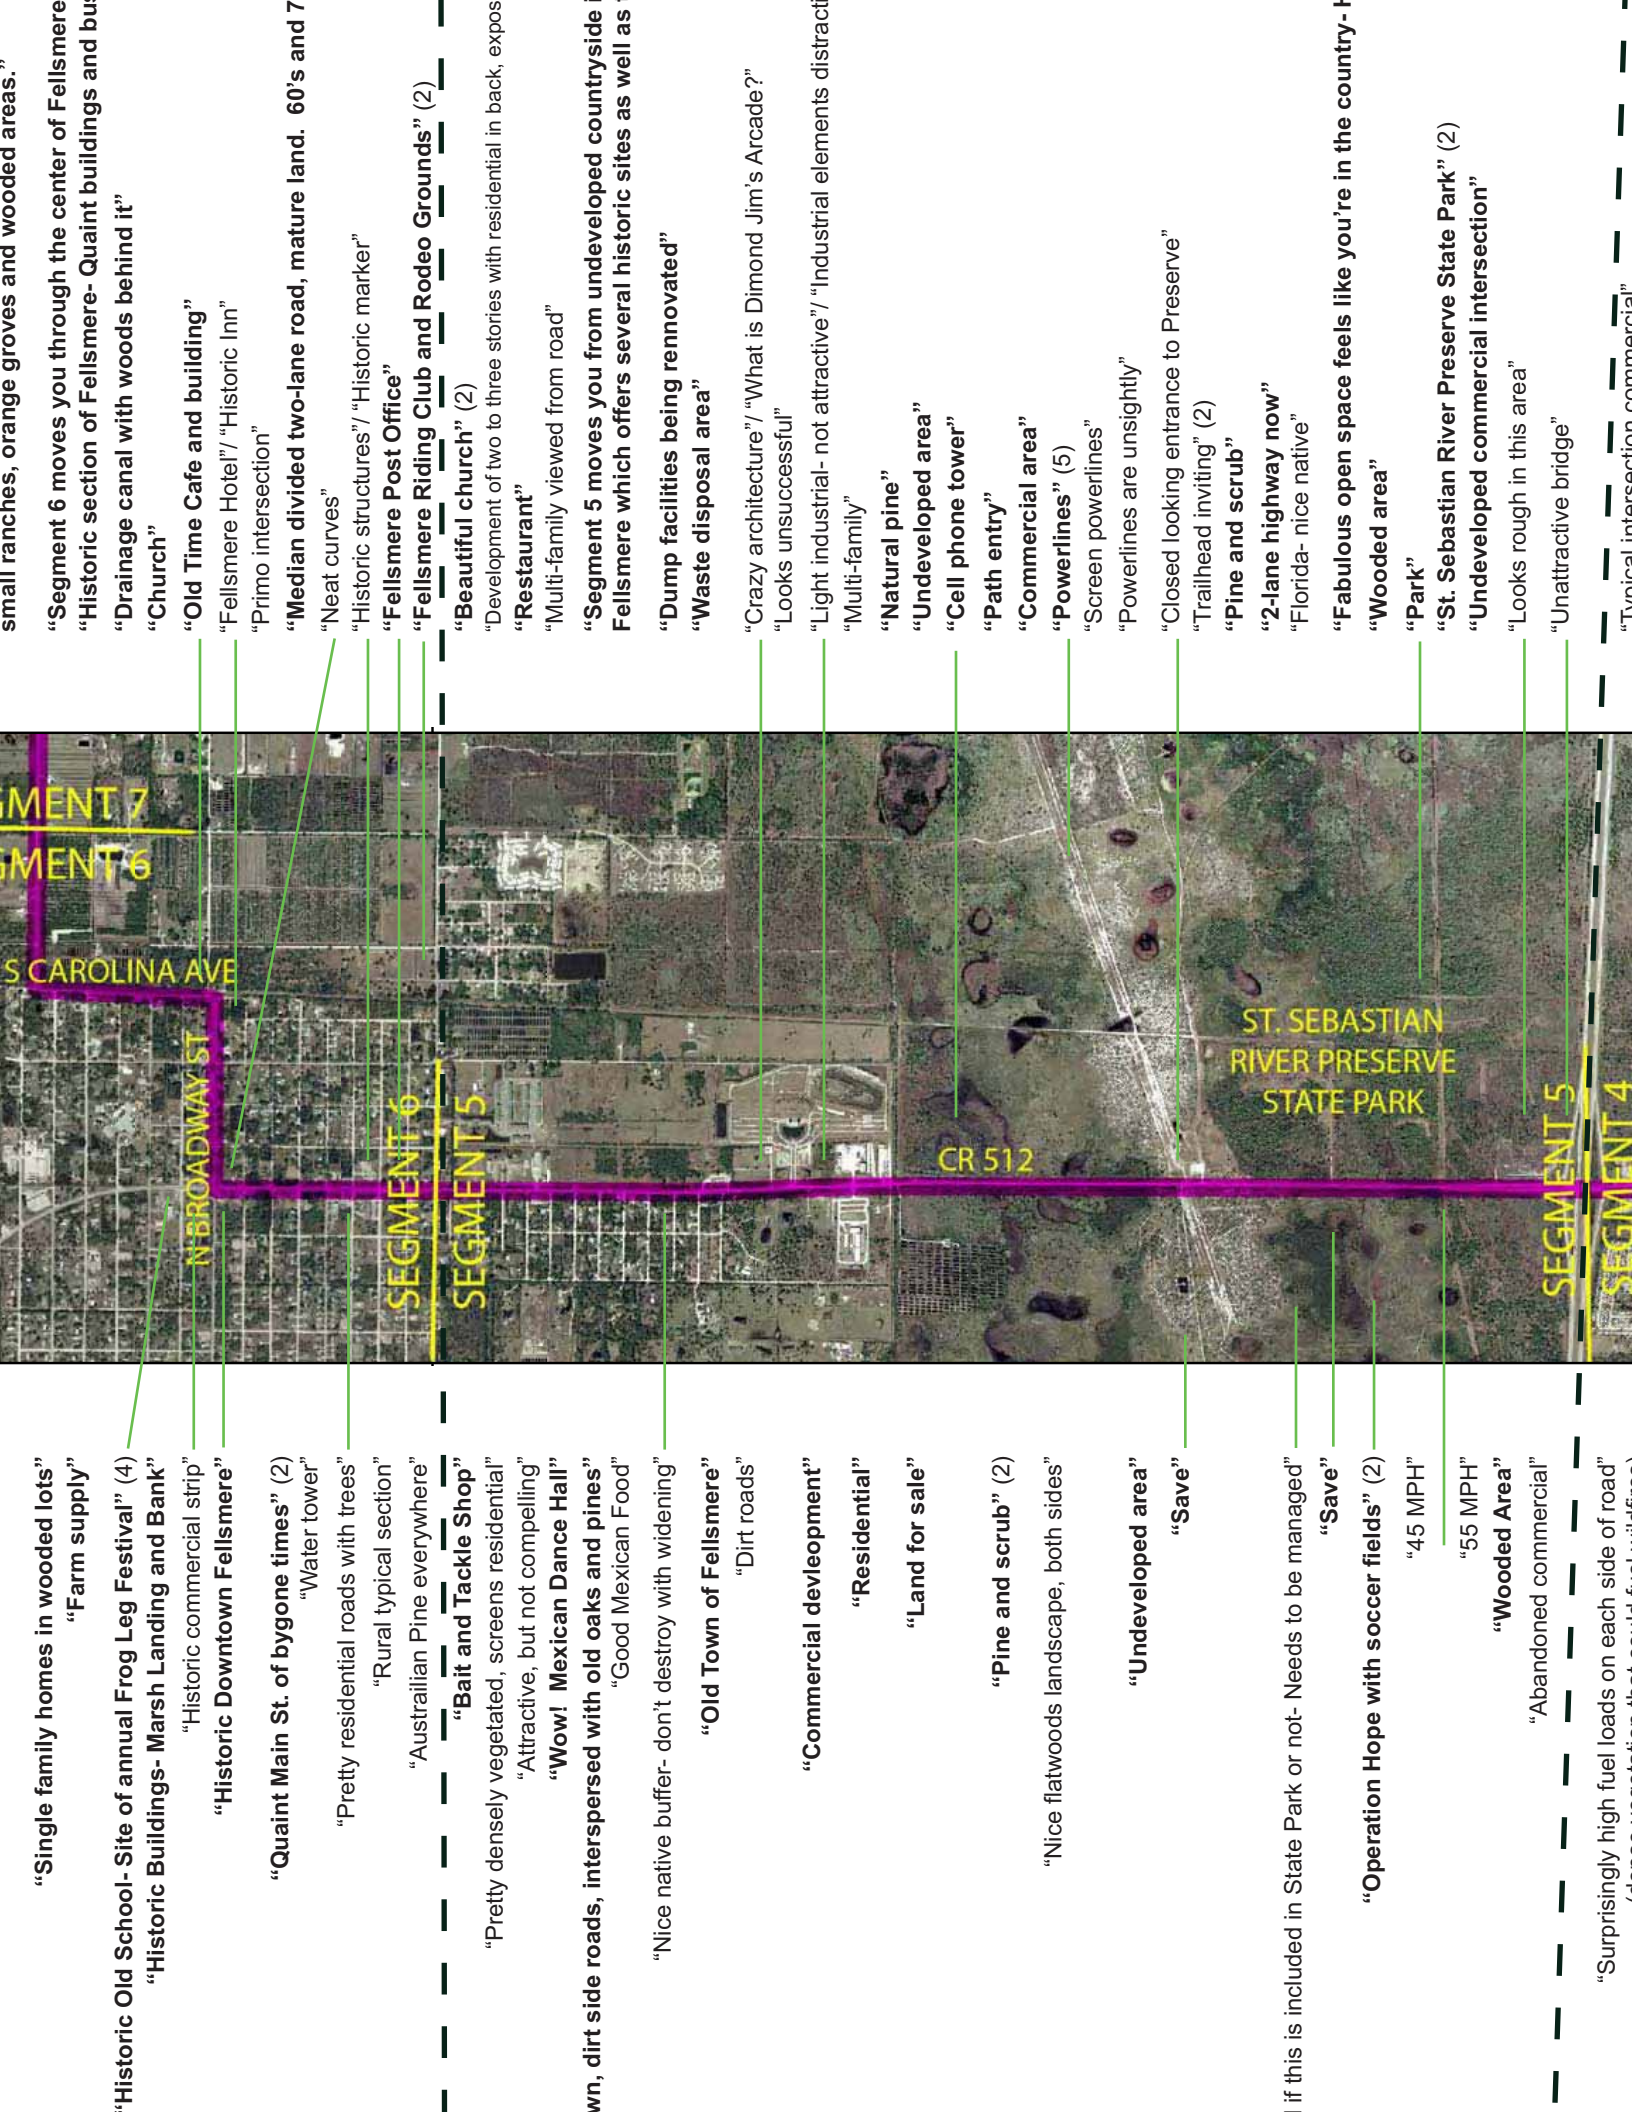 small ranches, orange groves and wooded areas.”
“Segment 6 moves you through the center of Fellsmere
“Historic section of Fellsmere- Quaint buildings and bus
“Drainage canal with woods behind it”
“Church”
“Old Time Cafe and building”
“Fellsmere Hotel”/ “Historic Inn”
“Primo intersection”
“Median divided two-lane road, mature land.  60’s and 7
“Neat curves”
“Historic structures”/ “Historic marker”
“Fellsmere Post Office”
“Fellsmere Riding Club and Rodeo Grounds” (2)
“Beautiful church” (2)
“Development of two to three stories with residential in back, expos
“Restaurant”
“Multi-family viewed from road”
“Segment 5 moves you from undeveloped countryside i
Fellsmere which offers several historic sites as well as
“Dump facilities being rennovated”
“Waste disposal area”
“Crazy architecture”/ “What is Dimond Jim’s Arcade?”
“Looks unsuccessful”
“Light industrial- not attractive”/ “Industrial elements distracti
“Multi-family”
“Natural pine”
“Undeveloped area”
“Cell phone tower”
“Path entry”
“Commercial area”
“Powerlines” (5)
“Screen powerlines”
“Powerlines are unsightly”
“Closed looking entrance to Preserve”
“Trailhead inviting” (2)
“Pine and scrub”
“2-lane highway now”
“Florida- nice native”
“Fabulous open space feels like you’re in the country- H
“Wooded area”
“Park”
“St. Sebastian River Preserve State Park” (2)
“Undeveloped commercial intersection”
“Looks rough in this area”
“Unattractive bridge”
“Typical intersection commercial”
GMENT 7
GMENT 6
S CAROLINA AVE
N BROADWAY ST
SEGMENT 6
SEGMENT 5
CR 512
ST. SEBASTIAN
RIVER PRESERVE
STATE PARK
SEGMENT 5
SEGMENT 4
“Single family homes in wooded lots”
“Farm supply”
“Historic Old School- Site of annual Frog Leg Festival” (4)
“Historic Buildings- Marsh Landing and Bank”
“Historic commercial strip”
“Historic Downtown Fellsmere”
“Quaint Main St. of bygone times” (2)
“Water tower”
“Pretty residential roads with trees”
“Rural typical section”
“Austrailian Pine everywhere”
“Bait and Tackle Shop”
“Pretty densely vegetated, screens residential”
“Attractive, but not compelling”
“Wow!  Mexican Dance Hall”
wn, dirt side roads, interspersed with old oaks and pines”
“Good Mexican Food”
“Nice native buffer- don’t destroy with widening”
“Old Town of Fellsmere”
“Dirt roads”
“Commercial devleopment”
“Residential”
“Land for sale”
“Pine and scrub” (2)
“Nice flatwoods landscape, both sides”
“Undeveloped area”
“Save”
if this is included in State Park or not- Needs to be managed”
“Save”
“Operation Hope with soccer fields” (2)
“45 MPH”
“55 MPH”
“Wooded Area”
“Abandoned commercial”
“Surprisingly high fuel loads on each side of road”
(dense vegetation that could fuel wildfires)